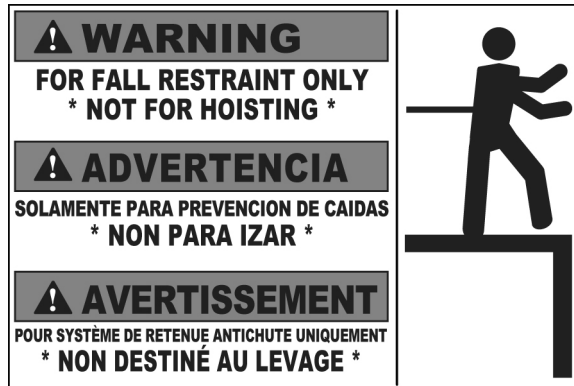 WARNING
FOR FALL RESTRAINT ONLY
* NOT FOR HOISTING *
ADVERTENCIA
SOLAMENTE PARA PREVENCION DE CAIDAS
* NON PARA IZAR *
AVERTISSEMENT
POUR SYSTÈME DE RETENUE ANTICHUTE UNIQUEMENT
* NON DESTINÉ AU LEVAGE *